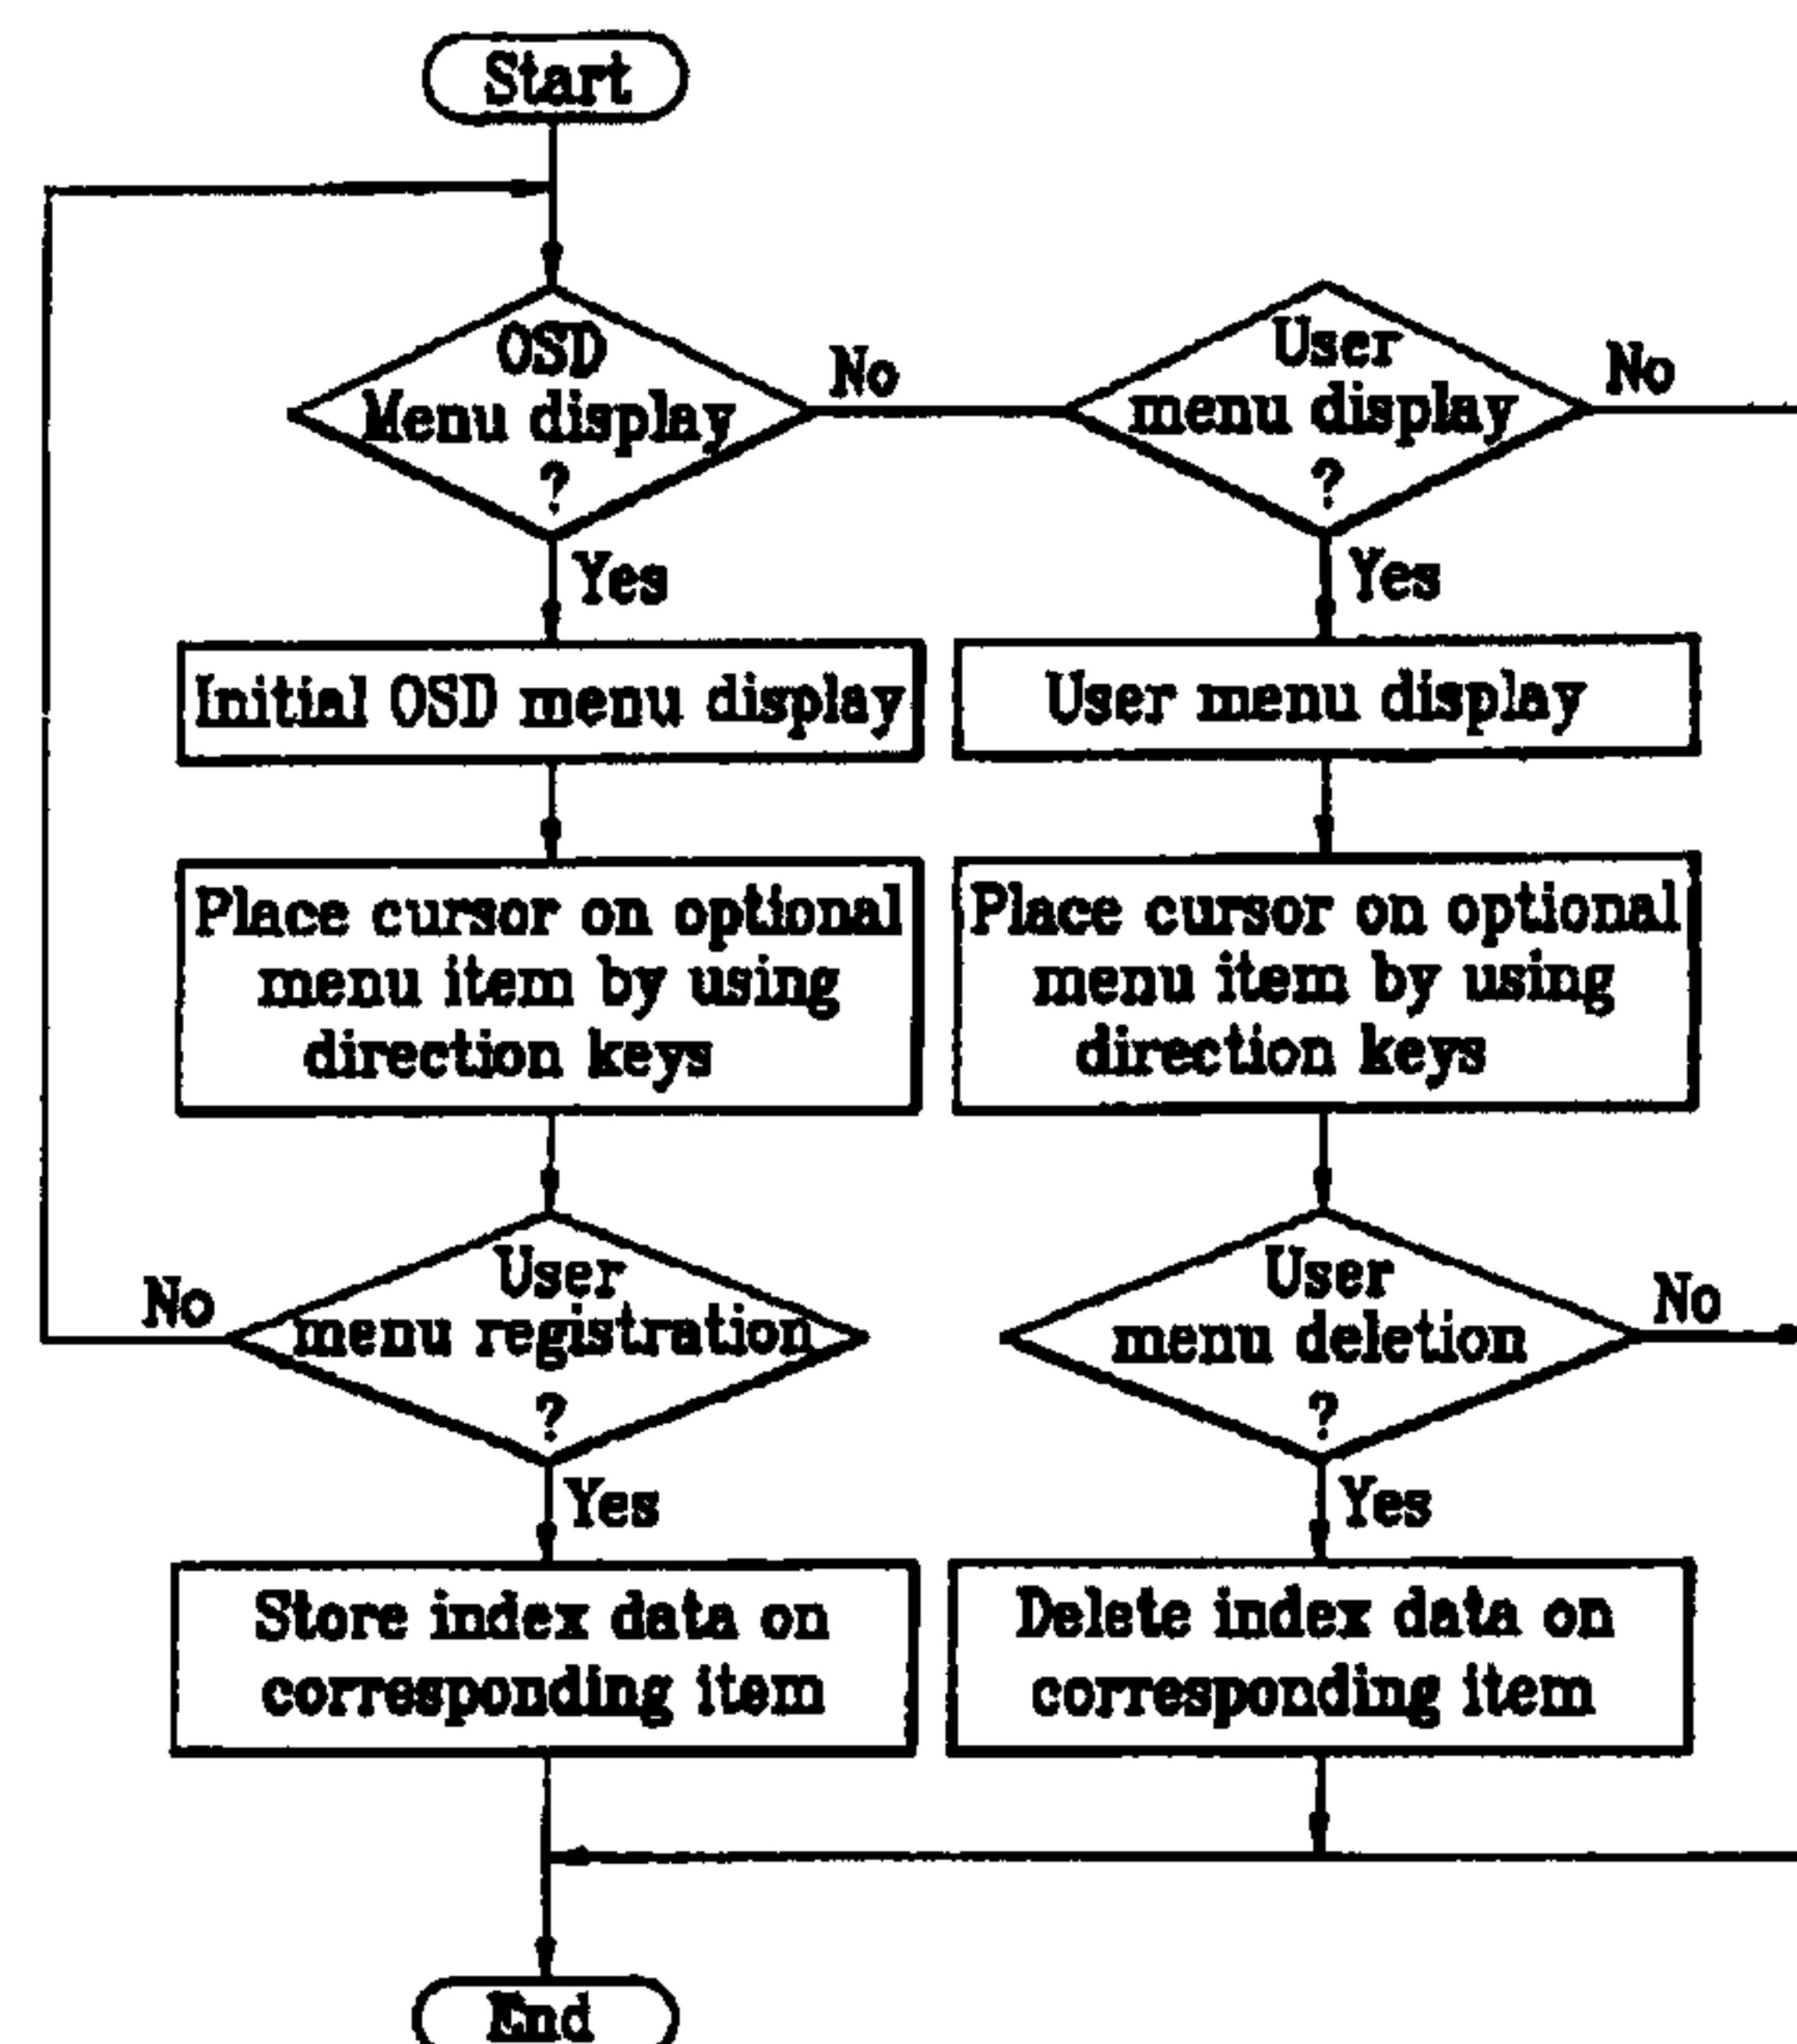 Start
OSD
Menu display
?
No
Yes
User
menu display
?
No
Yes
Initial OSD menu display
User menu display
Place cursor on optional
menu item by using
direction keys
Place cursor on optional
menu item by using
direction keys
No
User
menu registration
?
Yes
User
menu deletion
?
No
Yes
Store index data on
corresponding item
Delete index data on
corresponding item
End